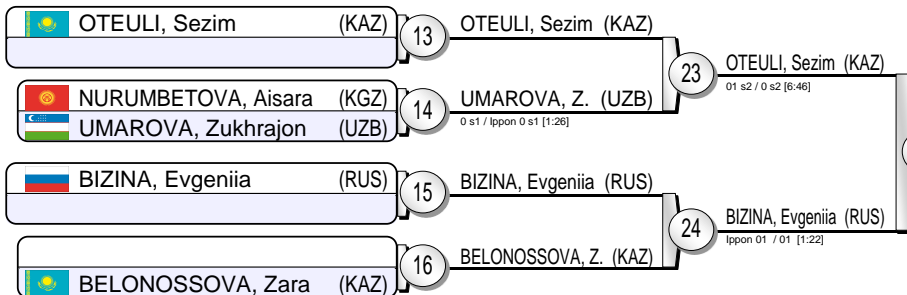 OTEULI, Sezim (KAZ)
13
OTEULI, Sezim (KAZ)
23
OTEULI, Sezim (KAZ)
01 s2 / 0 s2 [6:46]
NURUMBETOVA, Aisara (KGZ)
UMAROVA, Zukhrajon (UZB)
14
UMAROVA, Z. (UZB)
0 s1 / Ippon 0 s1 [1:26]
BIZINA, Evgeniia (RUS)
15
BIZINA, Evgeniia (RUS)
24
BIZINA, Evgeniia (RUS)
Ippon 01 / 01 [1:22]
BELONOSSOVA, Zara (KAZ)
16
BELONOSSOVA, Z. (KAZ)